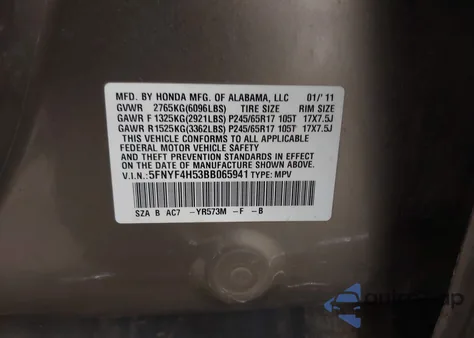 MFD. BY HONDA MFG. OF ALABAMA, LLC 01/'11
GVWR 2765KG(6096LBS) TIRE SIZE RIM SIZE
GAWR F 1325KG(2921LBS) P245/65R17 105T 17X7.5J
GAWR R 1525KG(3362LBS) P245/65R17 105T 17X7.5J
THIS VEHICLE CONFORMS TO ALL APPLICABLE
FEDERAL MOTOR VEHICLE SAFETY
AND THEFT PREVENTION STANDARDS IN EFFECT
ON THE DATE OF MANUFACTURE SHOWN ABOVE.
V.I.N.:5FNYF4H53BB065941 TYPE: MPV
SZA B AC7 -YR573M -F -B